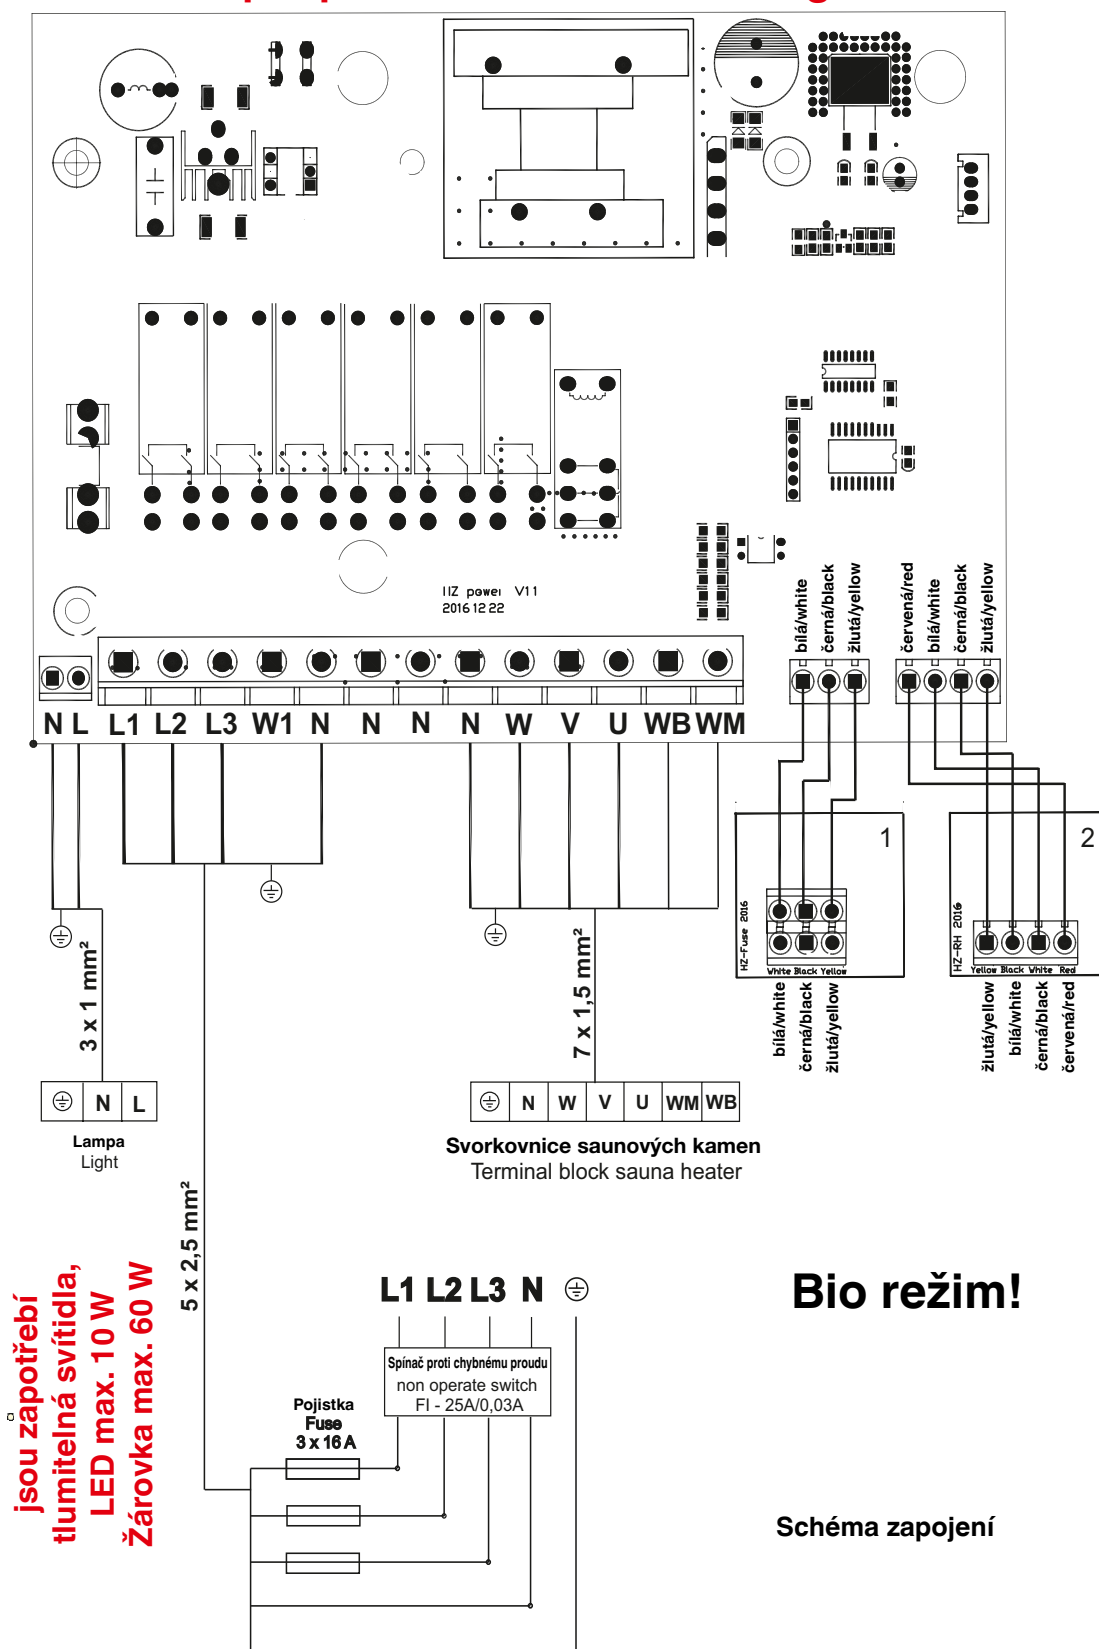 IIZ power V11
2016 12 22
bílá/white
černá/black
žlutá/yellow
červená/red
bílá/white
černá/black
žlutá/yellow
N L L1 L2 L3 W1 N N N N W V U WB WM
1
HZ-Fuse 2016
White Black Yellow
bílá/white
černá/black
žlutá/yellow
2
HZ-RH 2016
Yellow Black White Red
žlutá/yellow
bílá/white
černá/black
červená/red
3 x 1 mm²
N L
Lampa
Light
7 x 1,5 mm²
N W V U WM WB
Svorkovnice saunových kamen
Terminal block sauna heater
5 x 2,5 mm²
jsou zapotřebí
tlumitelná svítidla,
LED max. 10 W
Žárovka max. 60 W
L1 L2 L3 N
Spínač proti chybnému proudu
non operate switch
FI - 25A/0,03A
Pojistka
Fuse
3 x 16 A
Bio režim!
Schéma zapojení